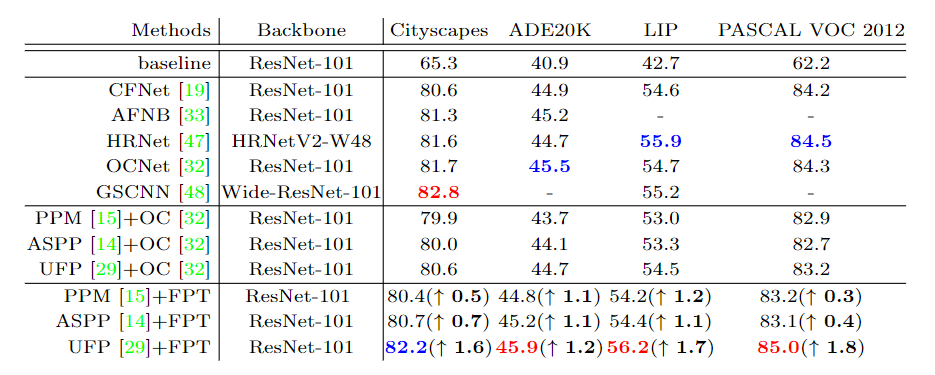 Methods Backbone Cityscapes ADE20K LIP PASCAL VOC 2012
baseline ResNet-101 65.3 40.9 42.7 62.2
CFNet [19] ResNet-101 80.6 44.9 54.6 84.2
AFNB [33] ResNet-101 81.3 45.2 - -
HRNet [47] HRNetV2-W48 81.6 44.7 55.9 84.5
OCNet [32] ResNet-101 81.7 45.5 54.7 84.3
GSCNN [48] Wide-ResNet-101 82.8 - 55.2 -
PPM [15]+OC [32] ResNet-101 79.9 43.7 53.0 82.9
ASPP [14]+OC [32] ResNet-101 80.0 44.1 53.3 82.7
UFP [29]+OC [32] ResNet-101 80.6 44.7 54.5 83.2
PPM [15]+FPT ResNet-101 80.4(↑ 0.5) 44.8(↑ 1.1) 54.2(↑ 1.2) 83.2(↑ 0.3)
ASPP [14]+FPT ResNet-101 80.7(↑ 0.7) 45.2(↑ 1.1) 54.4(↑ 1.1) 83.1(↑ 0.4)
UFP [29]+FPT ResNet-101 82.2(↑ 1.6) 45.9(↑ 1.2) 56.2(↑ 1.7) 85.0(↑ 1.8)